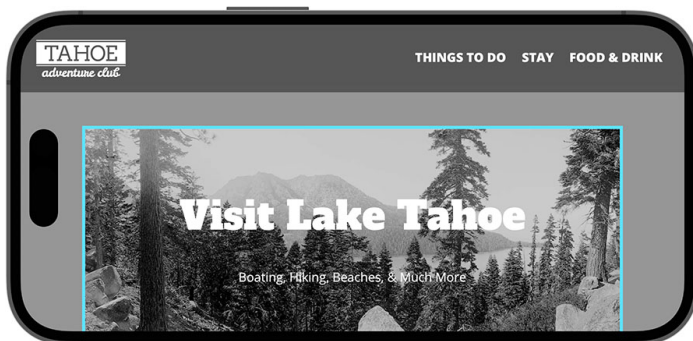 TAHOE
adventure club
THINGS TO DO STAY FOOD & DRINK
Visit Lake Tahoe
Boating, Hiking, Beaches, & Much More